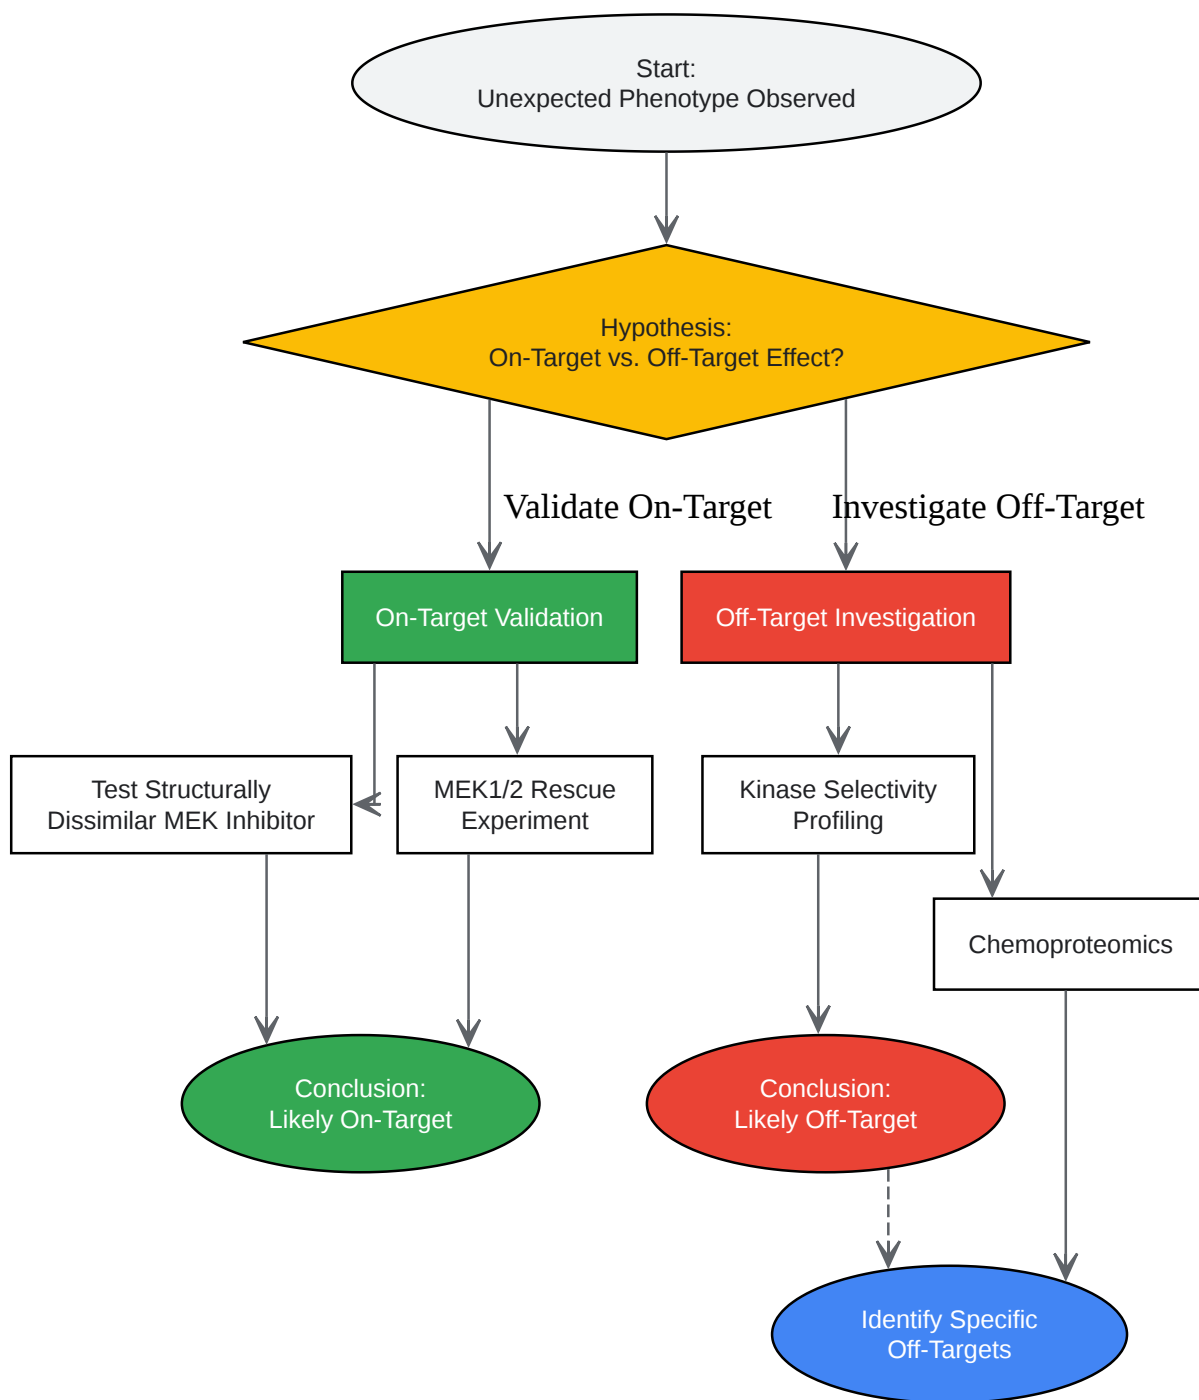 Start:
Unexpected Phenotype Observed
Hypothesis:
On-Target vs. Off-Target Effect?
Validate On-Target
Investigate Off-Target
On-Target Validation
Off-Target Investigation
Test Structurally
Dissimilar MEK Inhibitor
MEK1/2 Rescue
Experiment
Kinase Selectivity
Profiling
Chemoproteomics
Conclusion:
Likely On-Target
Conclusion:
Likely Off-Target
Identify Specific
Off-Targets